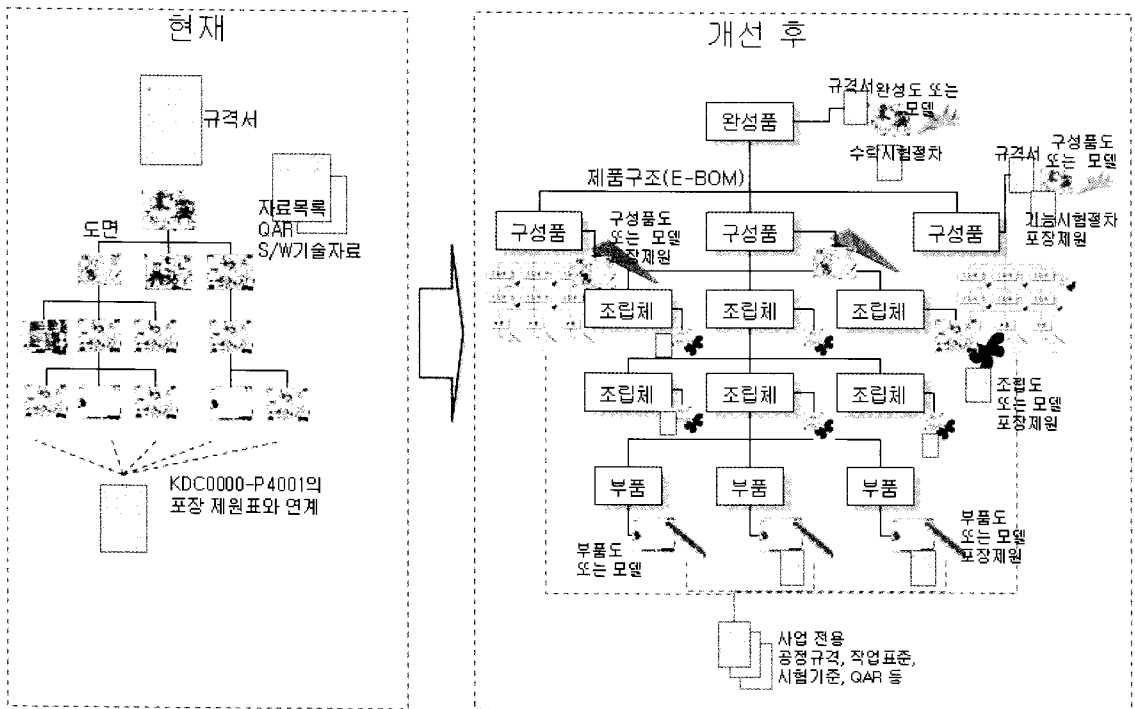 현재
규격서
자료목록
QAR
S/W기술자료
도면
KDC0000-P4001의
포장 제원표와 연계
개선 후
규격서
완성도 또는
모델
완성품
수락시험절차
규격서
구성품도
또는 모델
제품구조(E-BOM)
구성품
구성품도
또는 모델
포장제원
구성품
구성품
기능시험절차
포장제원
조립체
조립체
조립체
조립체
조립체
조립체
조립도
또는 모델
포장제원
부품
부품
부품
부품도
또는 모델
부품도
또는 모델
포장제원
사업 전용
공정규격, 작업표준,
시험기준, QAR 등